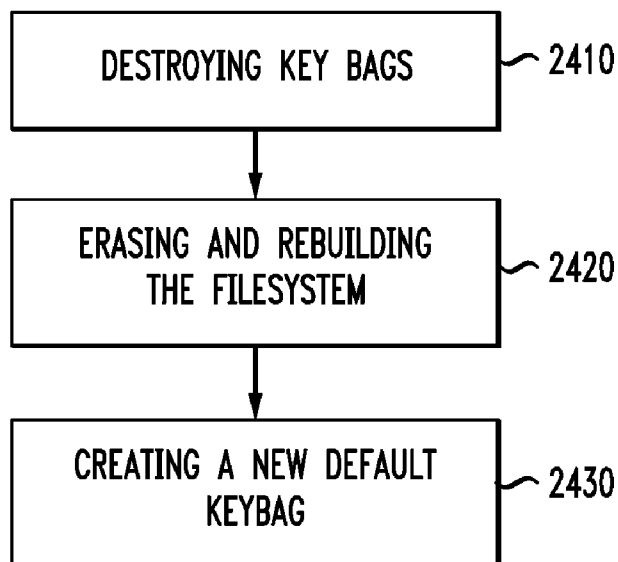 DESTROYING KEY BAGS
2410
ERASING AND REBUILDING
THE FILESYSTEM
2420
CREATING A NEW DEFAULT
KEYBAG
2430